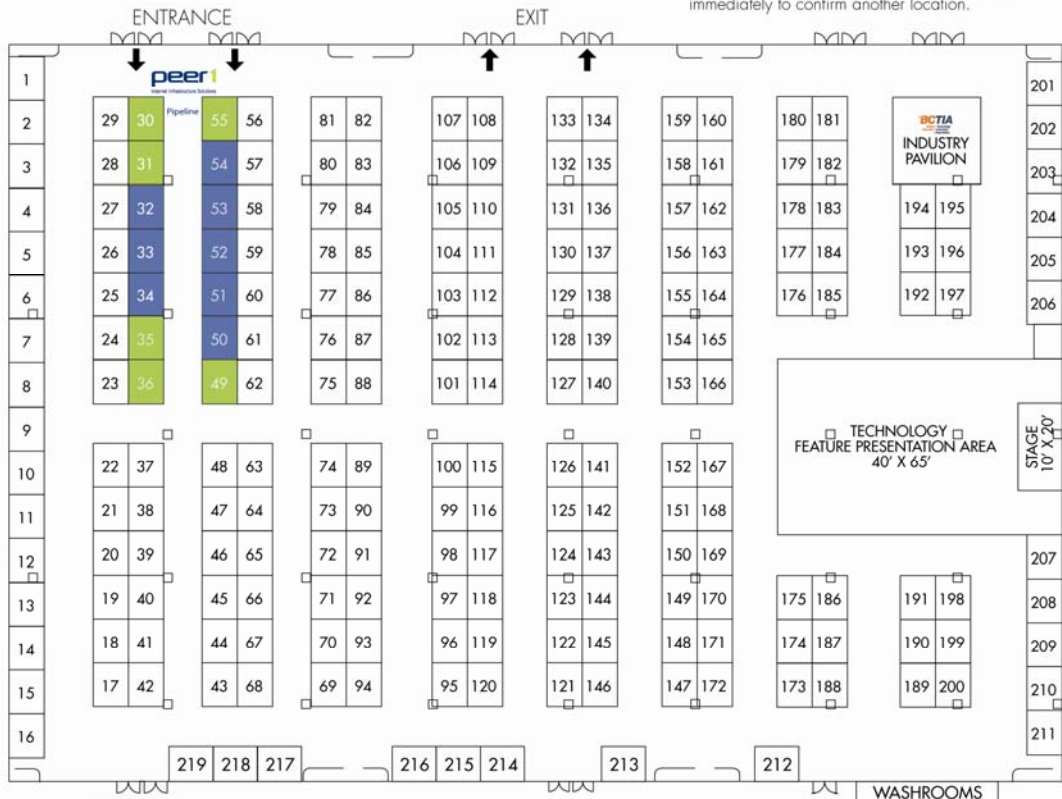 immediately to confirm another location.
ENTRANCE EXIT
peer1
Internet Infrastructure Solutions
Pipeline
1 201
2 29 30 55 56 81 82 107 108 133 134 159 160 180 181 BCTIA 202
INDUSTRY
PAVILION
3 28 31 54 57 80 83 106 109 132 135 158 161 179 182 203
4 27 32 53 58 79 84 105 110 131 136 157 162 178 183 194 195 204
5 26 33 52 59 78 85 104 111 130 137 156 163 177 184 193 196 205
6 25 34 51 60 77 86 103 112 129 138 155 164 176 185 192 197 206
7 24 35 50 61 76 87 102 113 128 139 154 165
8 23 36 49 62 75 88 101 114 127 140 153 166
9
TECHNOLOGY
FEATURE PRESENTATION AREA
40' X 65'
STAGE
10' X 20'
10 22 37 48 63 74 89 100 115 126 141 152 167
11 21 38 47 64 73 90 99 116 125 142 151 168
12 20 39 46 65 72 91 98 117 124 143 150 169 207
13 19 40 45 66 71 92 97 118 123 144 149 170 175 186 191 198 208
14 18 41 44 67 70 93 96 119 122 145 148 171 174 187 190 199 209
15 17 42 43 68 69 94 95 120 121 146 147 172 173 188 189 200 210
16 211
219 218 217 216 215 214 213 212
WASHROOMS